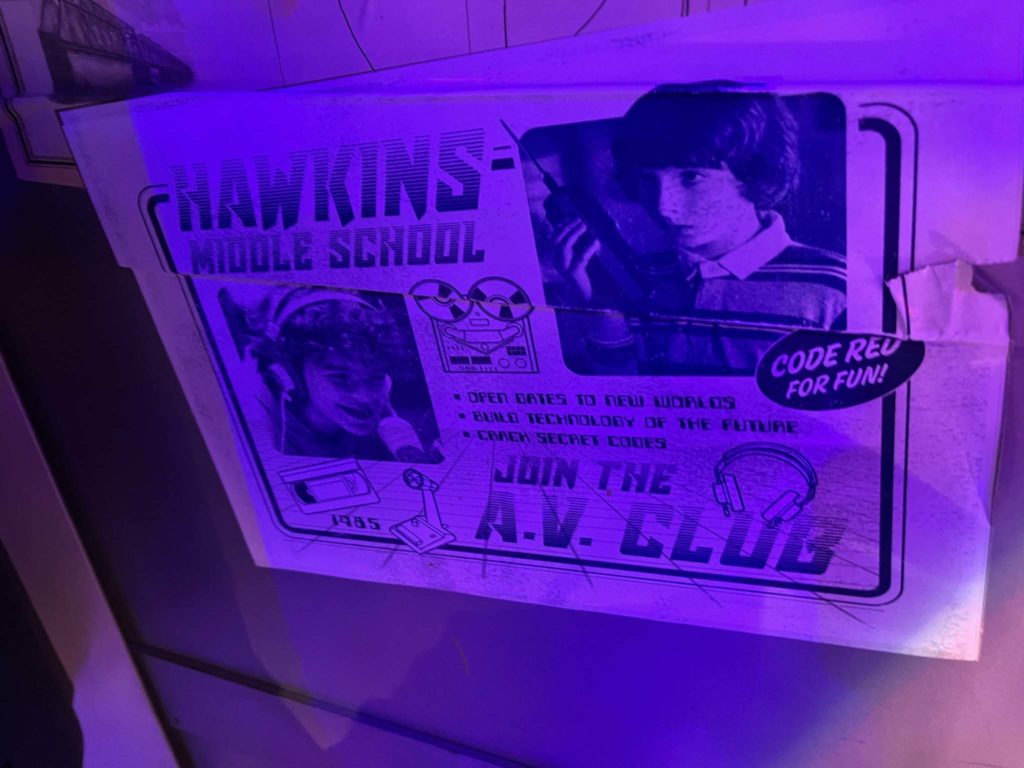 HAWKINS
MIDDLE SCHOOL
CODE RED
FOR FUN!
• OPEN GATES TO NEW WORLDS
• BUILD TECHNOLOGY OF THE FUTURE
• CRACK SECRET CODES
JOIN THE
A.V. CLUB
1985